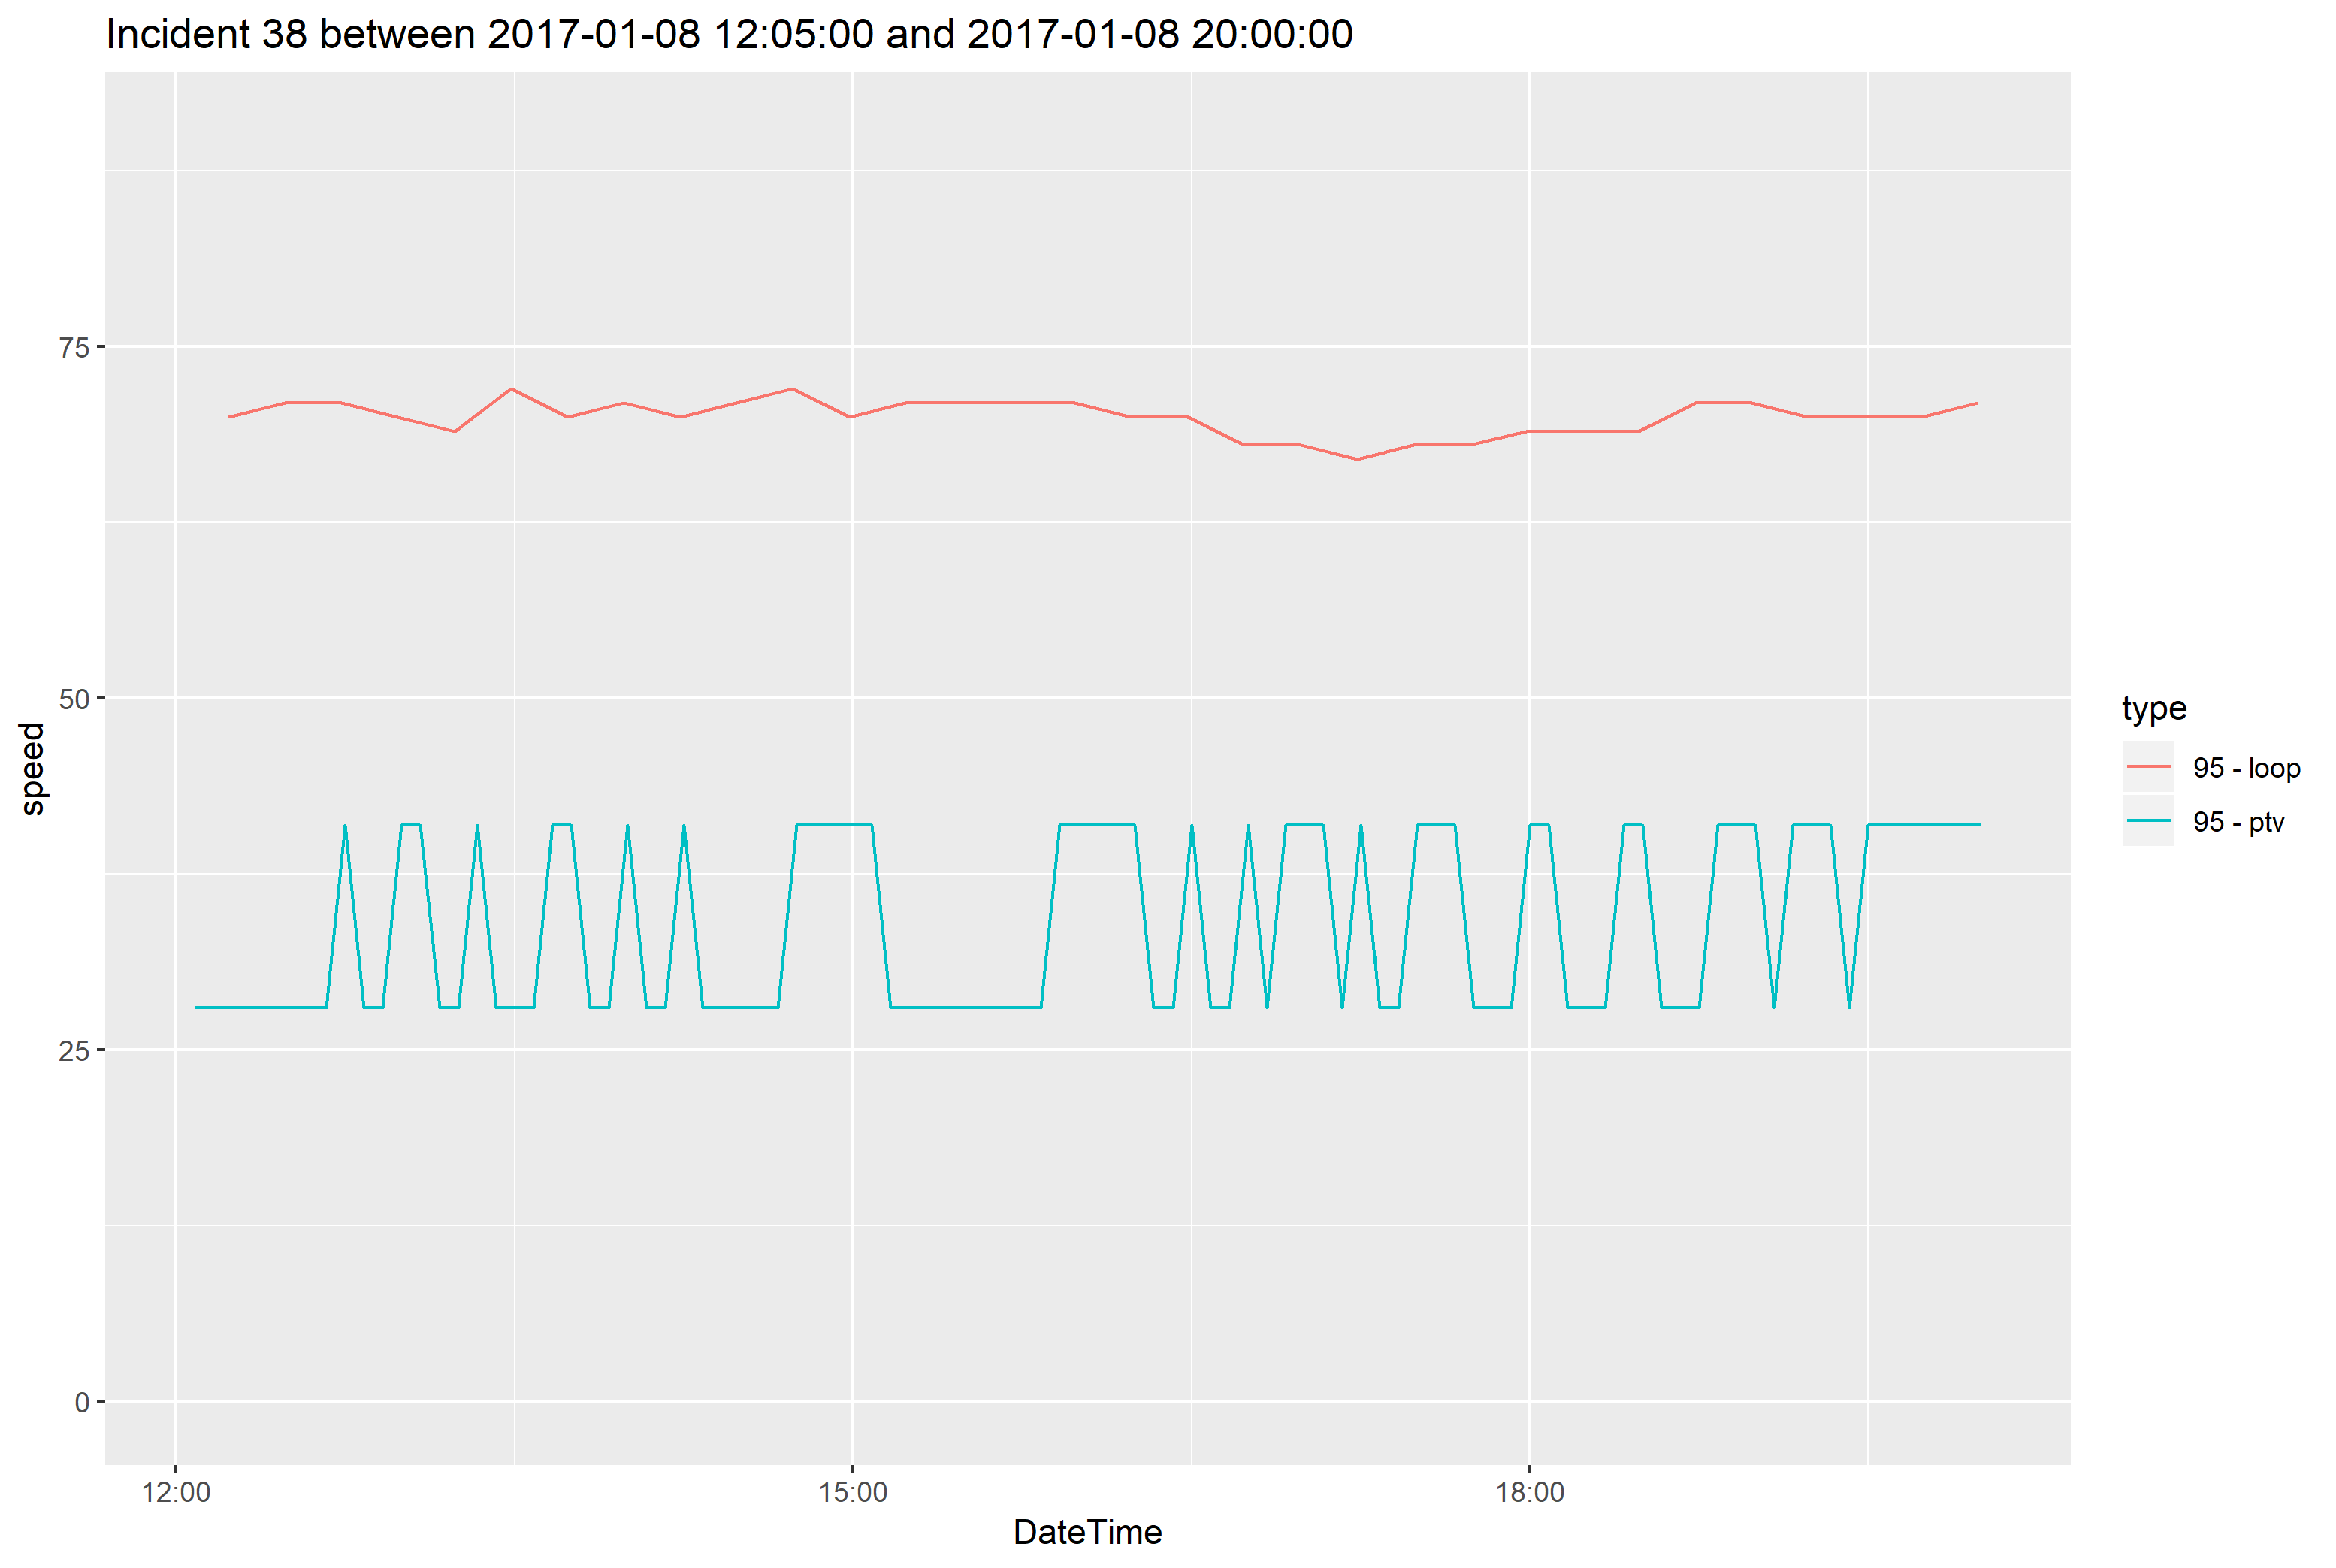 Incident 38 between 2017-01-08 12:05:00 and 2017-01-08 20:00:00
75
50
25
0
speed
12:00
15:00
18:00
DateTime
type
95 - loop
95 - ptv